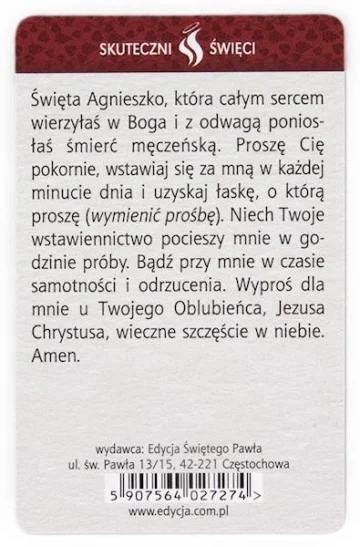 SKUTECZNI ŚWIĘCI
Święta Agnieszko, która całym sercem
wierzyłaś w Boga i z odwagą ponios-
łaś śmierć męczeńską. Proszę Cię
pokornie, wstawiaj się za mną w każdej
minucie dnia i uzyskaj łaskę, o którą
proszę (wymienić prośbę). Niech Twoje
wstawiennictwo pocieszy mnie w go-
dzinie próby. Bądź przy mnie w czasie
samotności i odrzucenia. Wyproś dla
mnie u Twojego Oblubieńca, Jezusa
Chrystusa, wieczne szczęście w niebie.
Amen.
wydawca: Edycja Świętego Pawła
ul. św. Pawła 13/15, 42-221 Częstochowa
5 907564 027274 >
www.edycja.com.pl